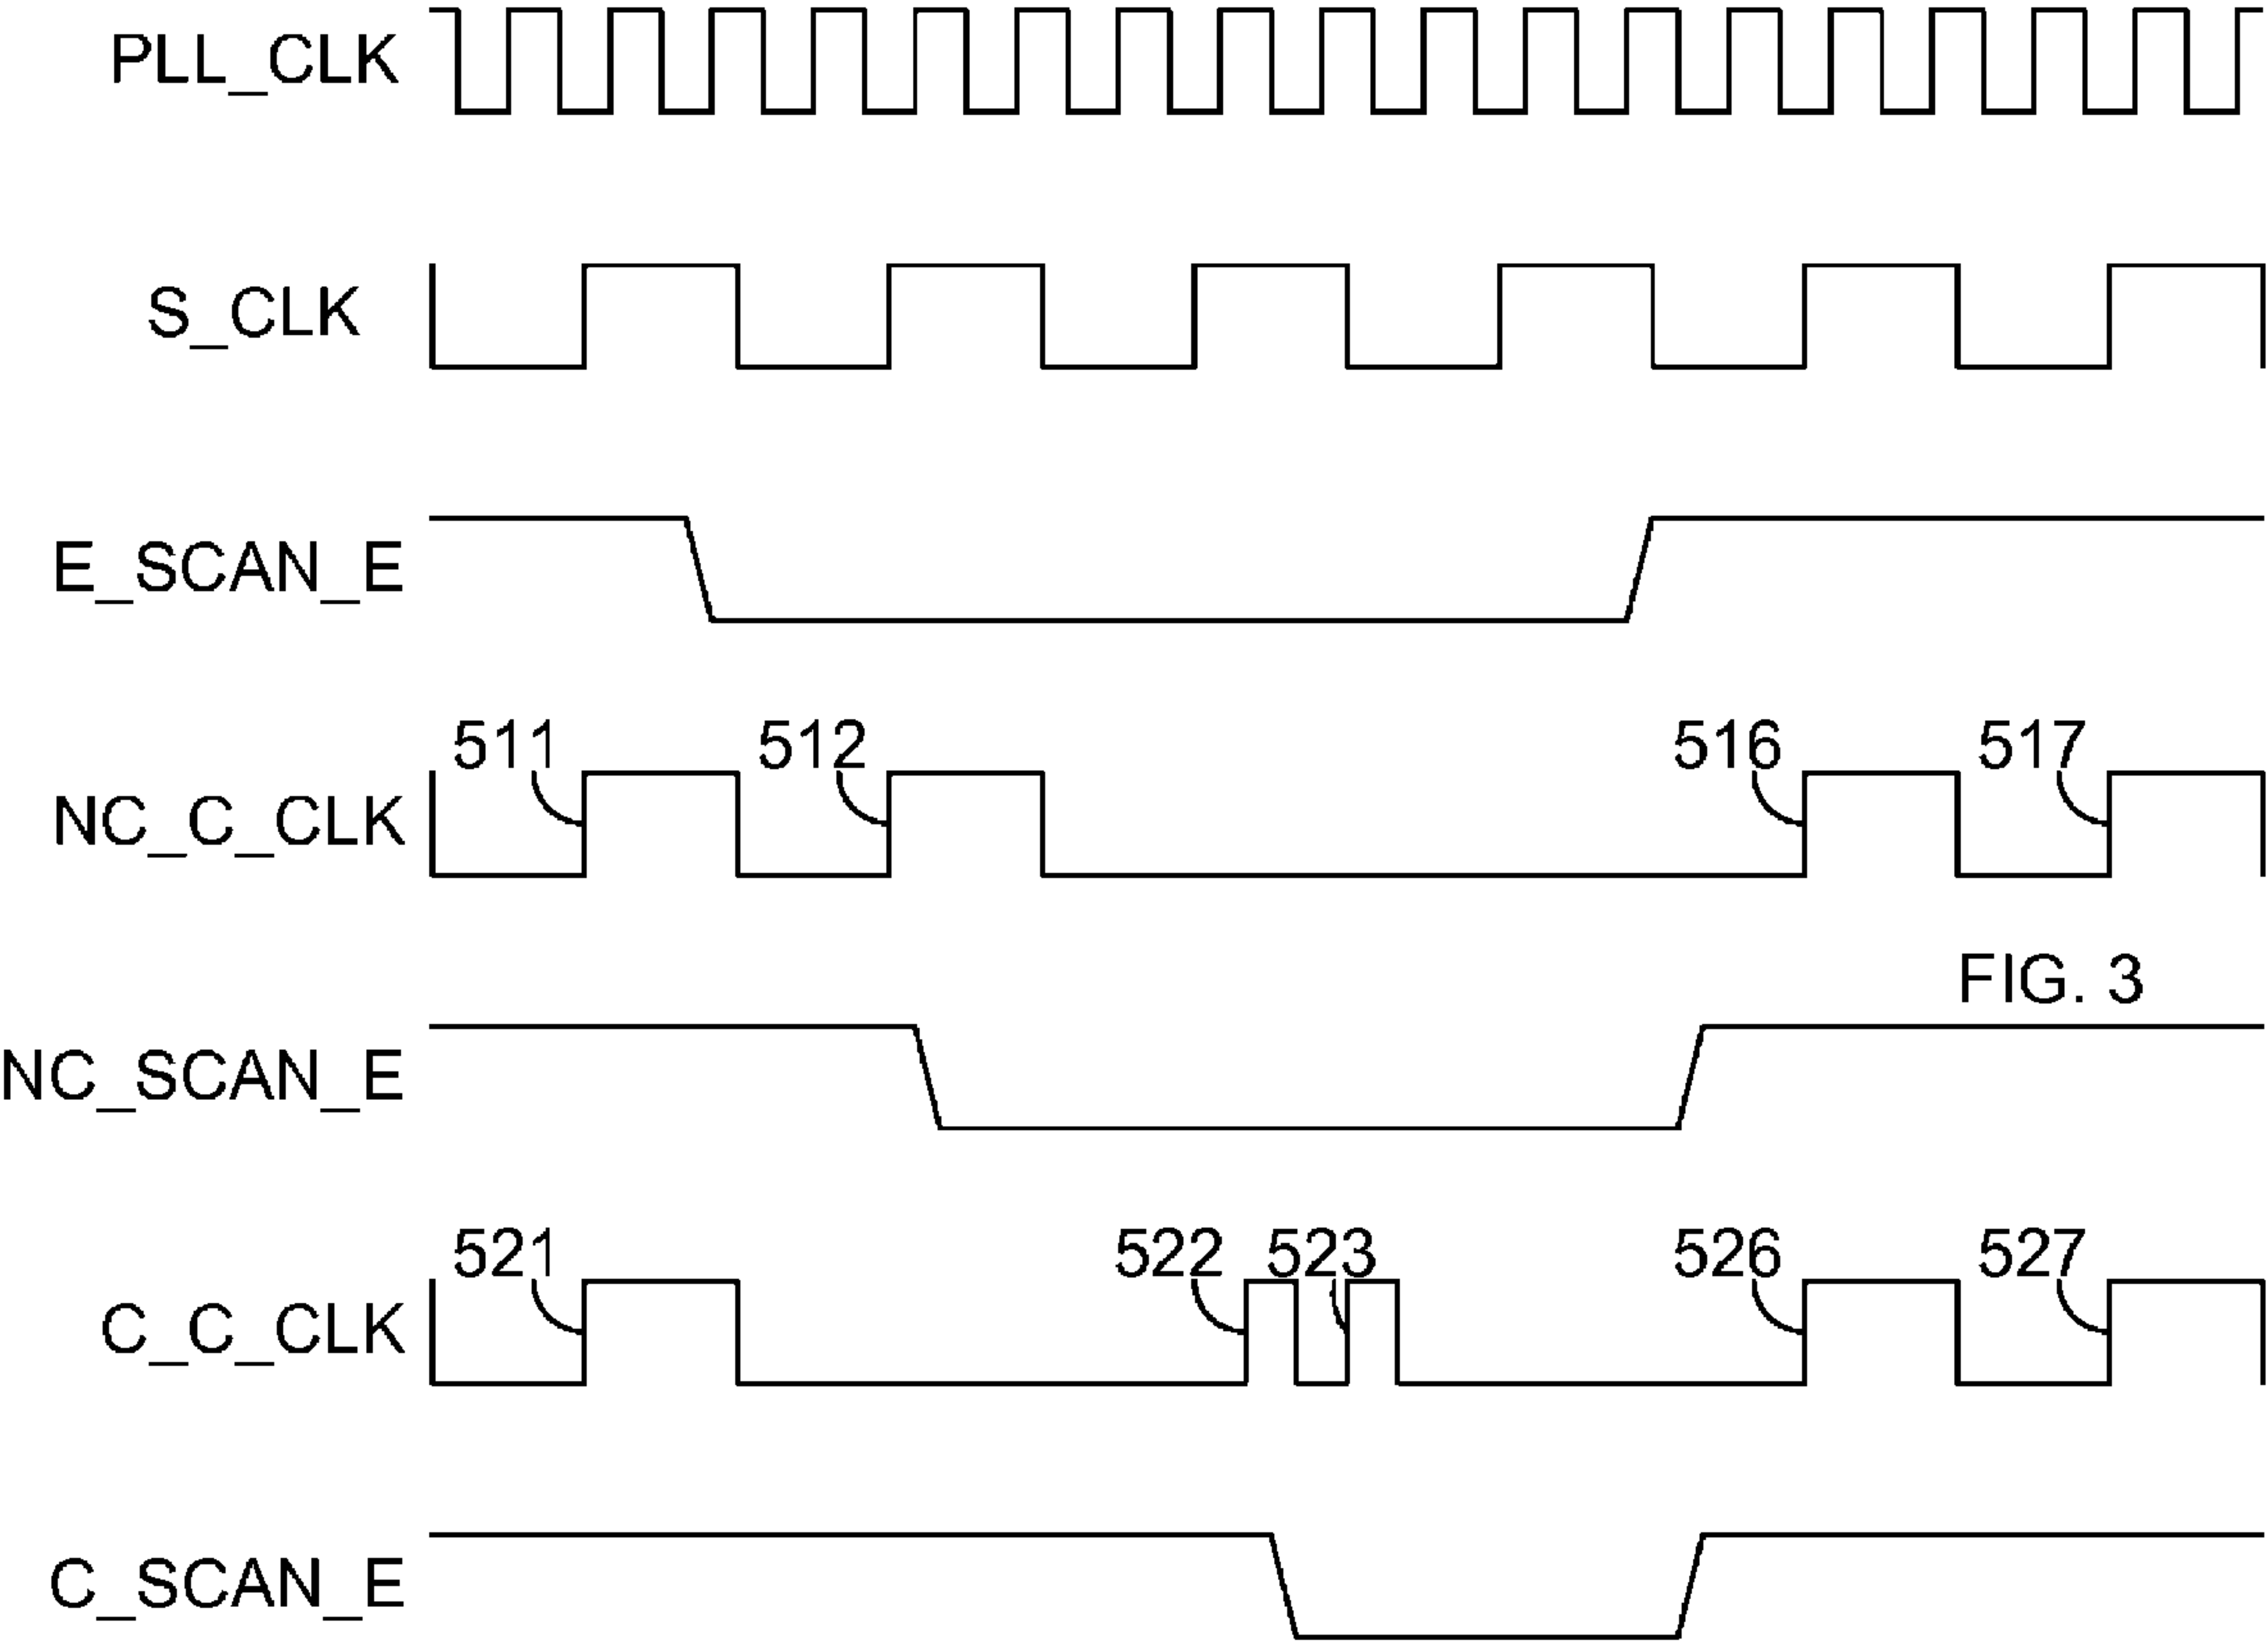 PLL_CLK
S_CLK
E_SCAN_E
511 512 516 517
NC_C_CLK
FIG. 3
NC_SCAN_E
521 522 523 526 527
C_C_CLK
C_SCAN_E